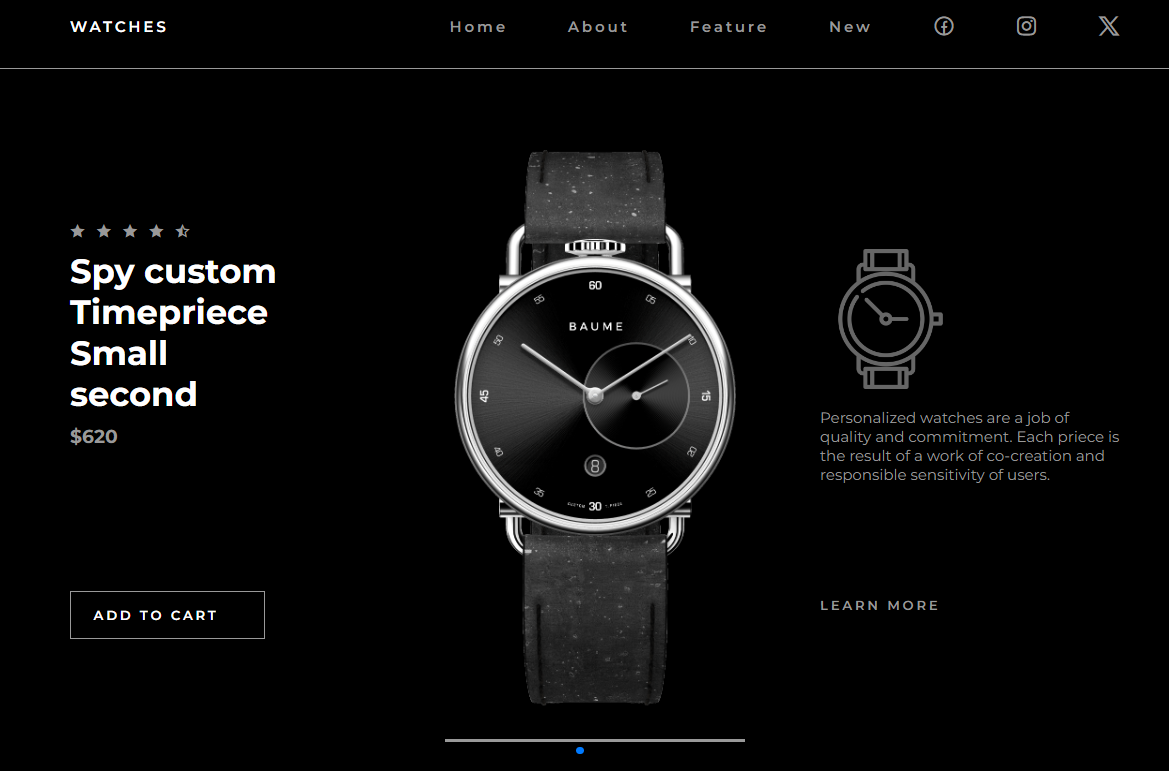 WATCHES
Home About Feature New
Spy custom
Timepriece
Small
second
$620
ADD TO CART
60
05
10
15
20
25
30
35
40
45
50
55
BAUME
8
CUSTOM
Personalized watches are a job of
quality and commitment. Each priece is
the result of a work of co-creation and
responsible sensitivity of users.
LEARN MORE